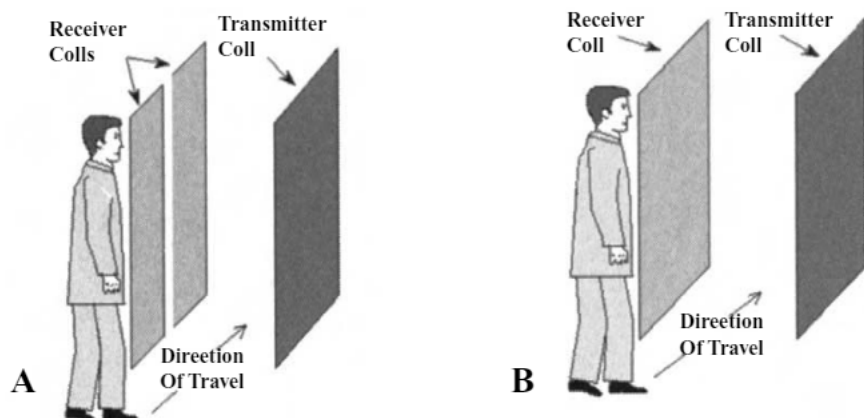 Receiver
Colls
Transmitter
Coll
Direetion
Of Travel
A
Receiver
Coll
Transmitter
Coll
Direetion
Of Travel
B